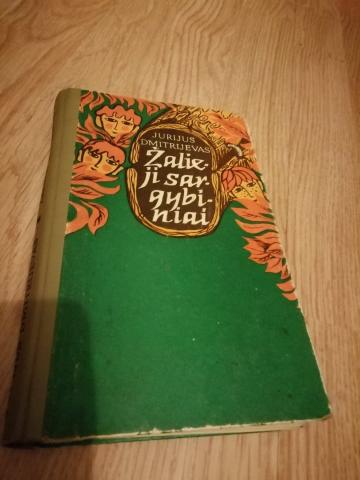 JURIJUS
DMITRIJEVAS
Žalie-
ji sar-
gybi-
niai